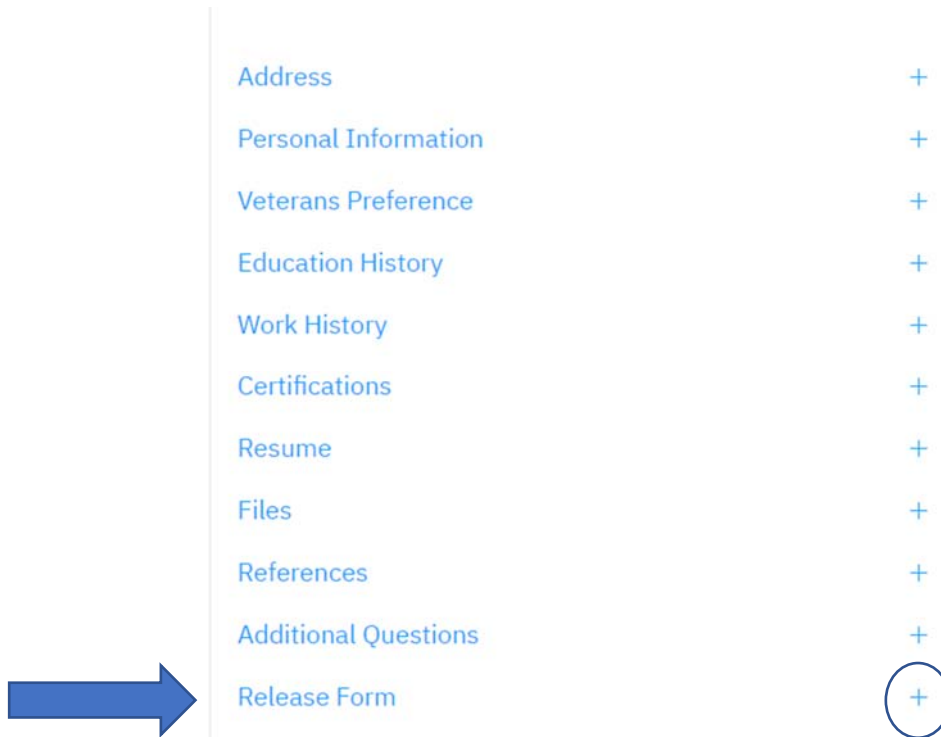 Address +
Personal Information +
Veterans Preference +
Education History +
Work History +
Certifications +
Resume +
Files +
References +
Additional Questions +
Release Form +